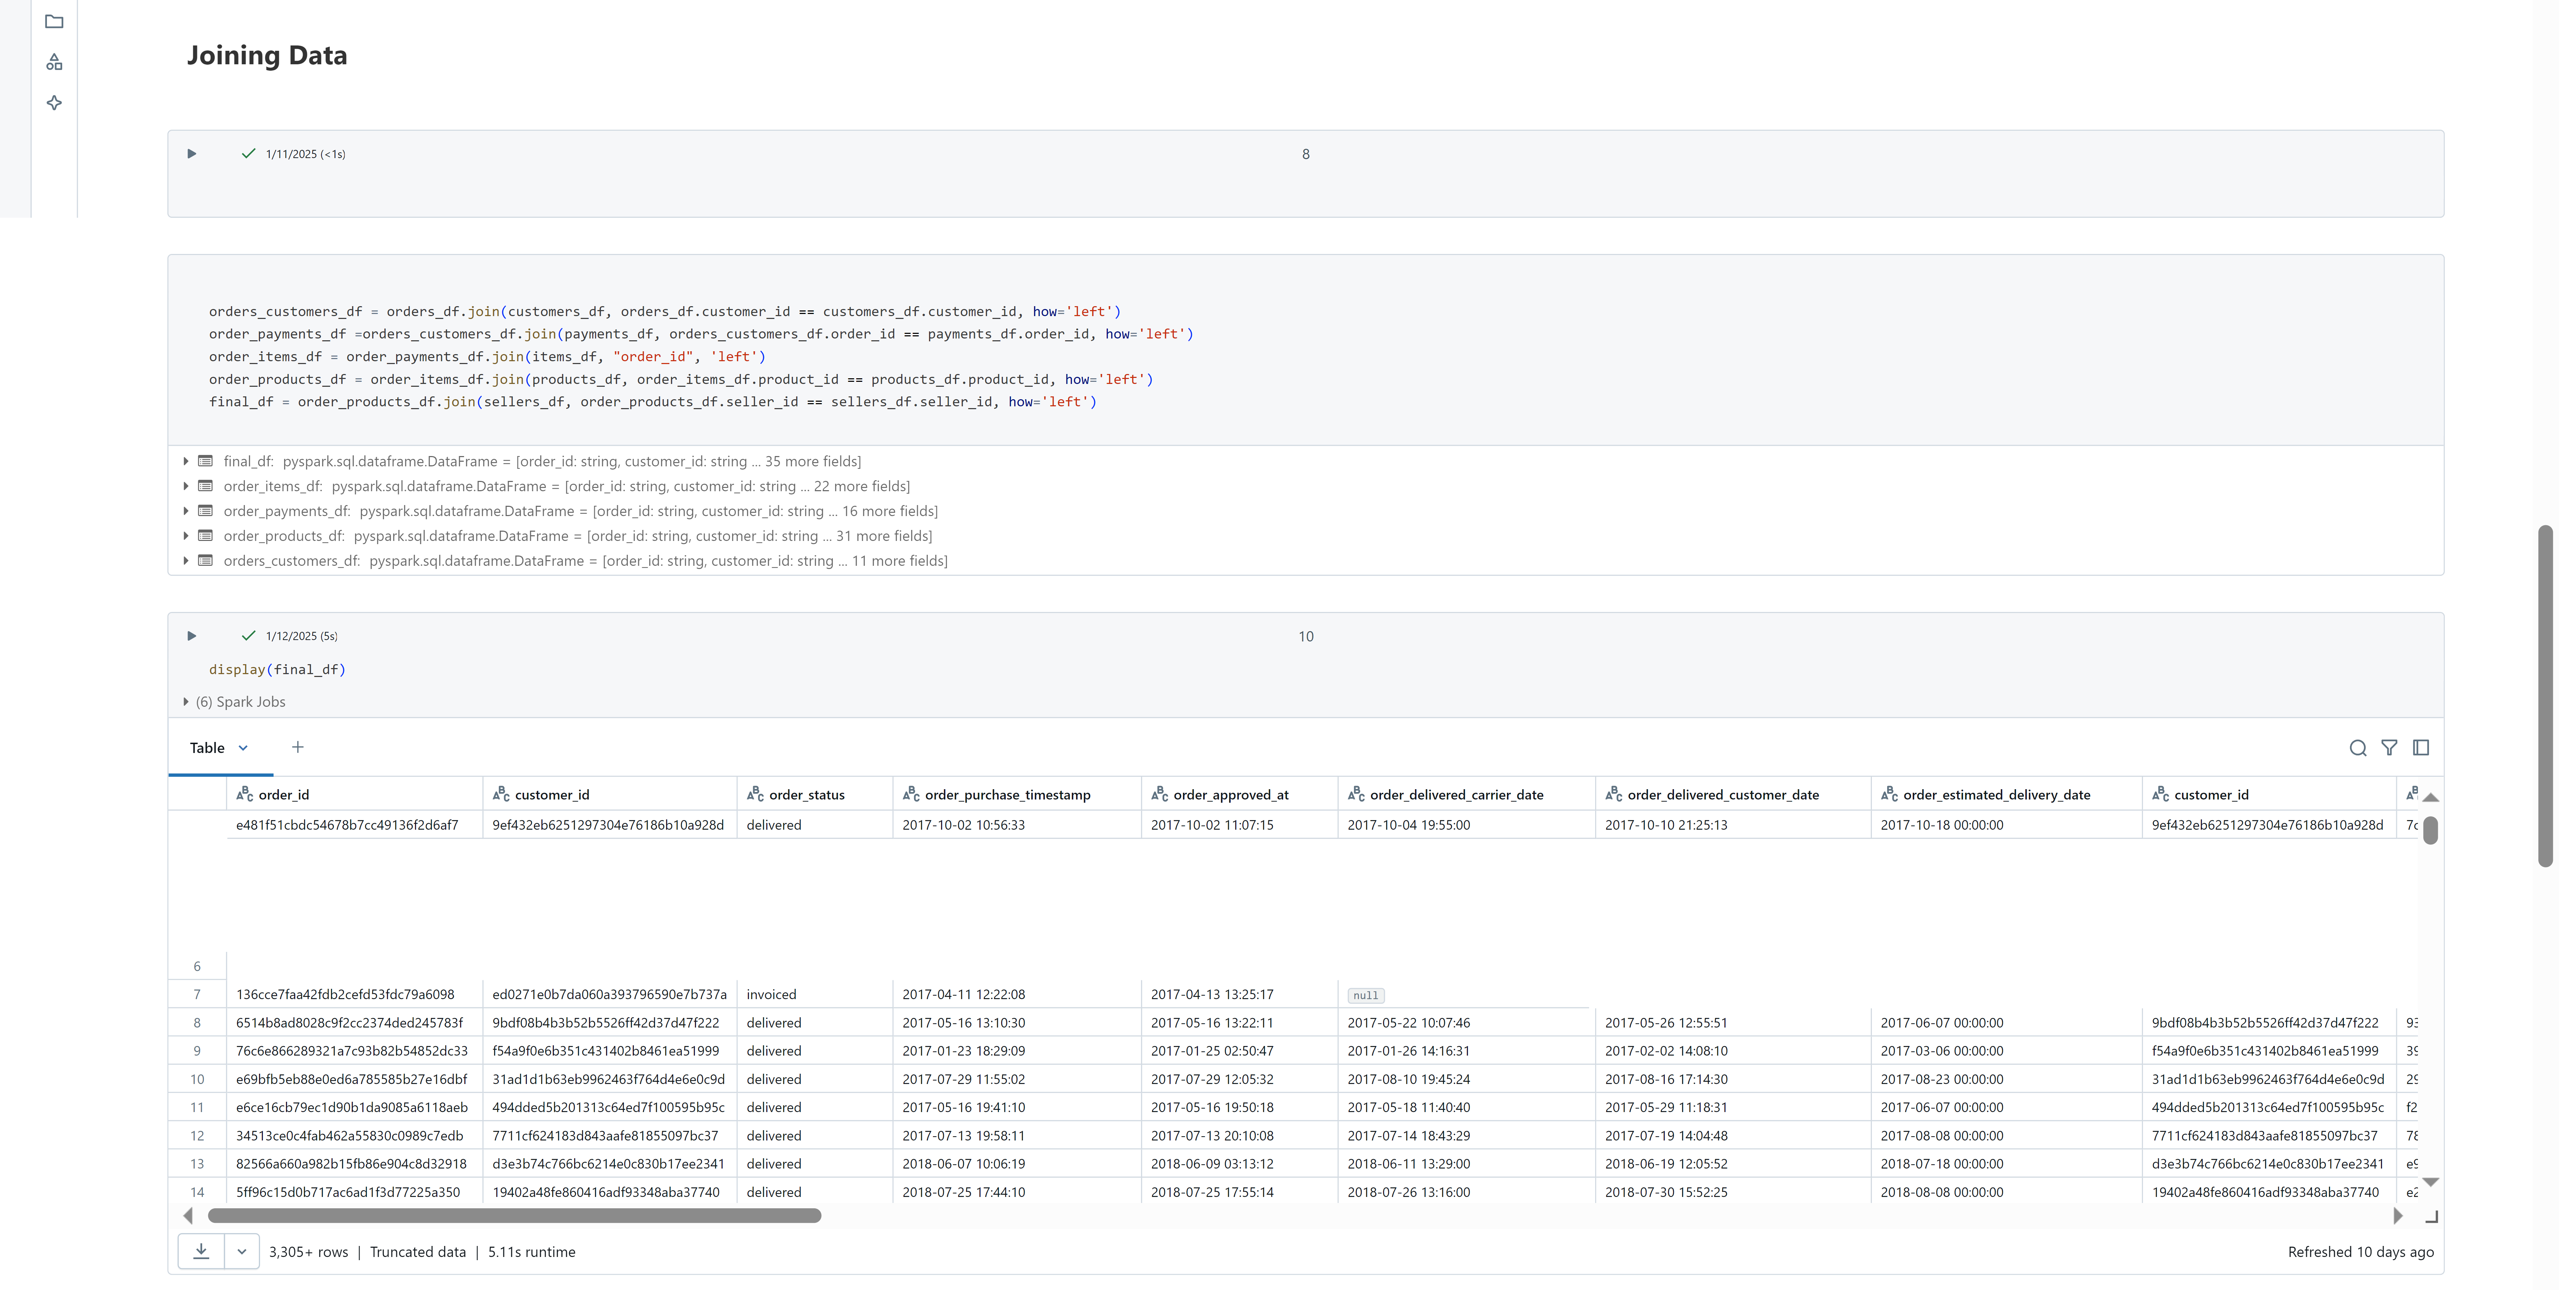 Joining Data
1/11/2025 (<1s)
8
orders_customers_df = orders_df.join(customers_df, orders_df.customer_id == customers_df.customer_id, how='left')
order_payments_df =orders_customers_df.join(payments_df, orders_customers_df.order_id == payments_df.order_id, how='left')
order_items_df = order_payments_df.join(items_df, "order_id", 'left')
order_products_df = order_items_df.join(products_df, order_items_df.product_id == products_df.product_id, how='left')
final_df = order_products_df.join(sellers_df, order_products_df.seller_id == sellers_df.seller_id, how='left')
final_df: pyspark.sql.dataframe.DataFrame = [order_id: string, customer_id: string ... 35 more fields]
order_items_df: pyspark.sql.dataframe.DataFrame = [order_id: string, customer_id: string ... 22 more fields]
order_payments_df: pyspark.sql.dataframe.DataFrame = [order_id: string, customer_id: string ... 16 more fields]
order_products_df: pyspark.sql.dataframe.DataFrame = [order_id: string, customer_id: string ... 31 more fields]
orders_customers_df: pyspark.sql.dataframe.DataFrame = [order_id: string, customer_id: string ... 11 more fields]
1/12/2025 (5s)
10
display(final_df)
(6) Spark Jobs
Table
order_id order_status customer_id order_purchase_timestamp order_approved_at order_delivered_carrier_date order_delivered_customer_date order_estimated_delivery_date customer_id
e481f51cbdc54678b7cc49136f2d6af7 9ef432eb6251297304e76186b10a928d delivered 2017-10-02 10:56:33 2017-10-02 11:07:15 2017-10-04 19:55:00 2017-10-10 21:25:13 2017-10-18 00:00:00 9ef432eb6251297304e76186b10a928d 7c
6
7 136cce7faa42fdb2cefd53fdc79a6098 ed0271e0b7da060a393796590e7b737a invoiced 2017-04-11 12:22:08 2017-04-13 13:25:17 null
8 6514b8ad8028c9f2cc2374ded245783f 9bdf08b4b3b52b5526ff42d37d47f222 delivered 2017-05-16 13:10:30 2017-05-16 13:22:11 2017-05-22 10:07:46 2017-05-26 12:55:51 2017-06-07 00:00:00 9bdf08b4b3b52b5526ff42d37d47f222 93
9 76c6e866289321a7c93b82b54852dc33 f54a9f0e6b351c431402b8461ea51999 delivered 2017-01-23 18:29:09 2017-01-25 02:50:47 2017-01-26 14:16:31 2017-02-02 14:08:10 2017-03-06 00:00:00 f54a9f0e6b351c431402b8461ea51999 39
10 e69bfb5eb88e0ed6a785585b27e16dbf 31ad1d1b63eb9962463f764d4e6e0c9d delivered 2017-07-29 11:55:02 2017-07-29 12:05:32 2017-08-10 19:45:24 2017-08-16 17:14:30 2017-08-23 00:00:00 31ad1d1b63eb9962463f764d4e6e0c9d 29
11 e6ce16cb79ec1d90b1da9085a6118aeb 494dded5b201313c64ed7f100595b95c delivered 2017-05-16 19:41:10 2017-05-16 19:50:18 2017-05-18 11:40:40 2017-05-29 11:18:31 2017-06-07 00:00:00 494dded5b201313c64ed7f100595b95c f2
12 34513ce0c4fab462a55830c0989c7edb 7711cf624183d843aafe81855097bc37 delivered 2017-07-13 19:58:11 2017-07-13 20:10:08 2017-07-14 18:43:29 2017-07-19 14:04:48 2017-08-08 00:00:00 7711cf624183d843aafe81855097bc37 78
13 82566a660a982b15fb86e904c8d32918 d3e3b74c766bc6214e0c830b17ee2341 delivered 2018-06-07 10:06:19 2018-06-09 03:13:12 2018-06-11 13:29:00 2018-06-19 12:05:52 2018-07-18 00:00:00 d3e3b74c766bc6214e0c830b17ee2341 e9
14 5ff96c15d0b717ac6ad1f3d77225a350 19402a48fe860416adf93348aba37740 delivered 2018-07-25 17:44:10 2018-07-25 17:55:14 2018-07-26 13:16:00 2018-07-30 15:52:25 2018-08-08 00:00:00 19402a48fe860416adf93348aba37740 e2
3,305+ rows | Truncated data | 5.11s runtime
Refreshed 10 days ago